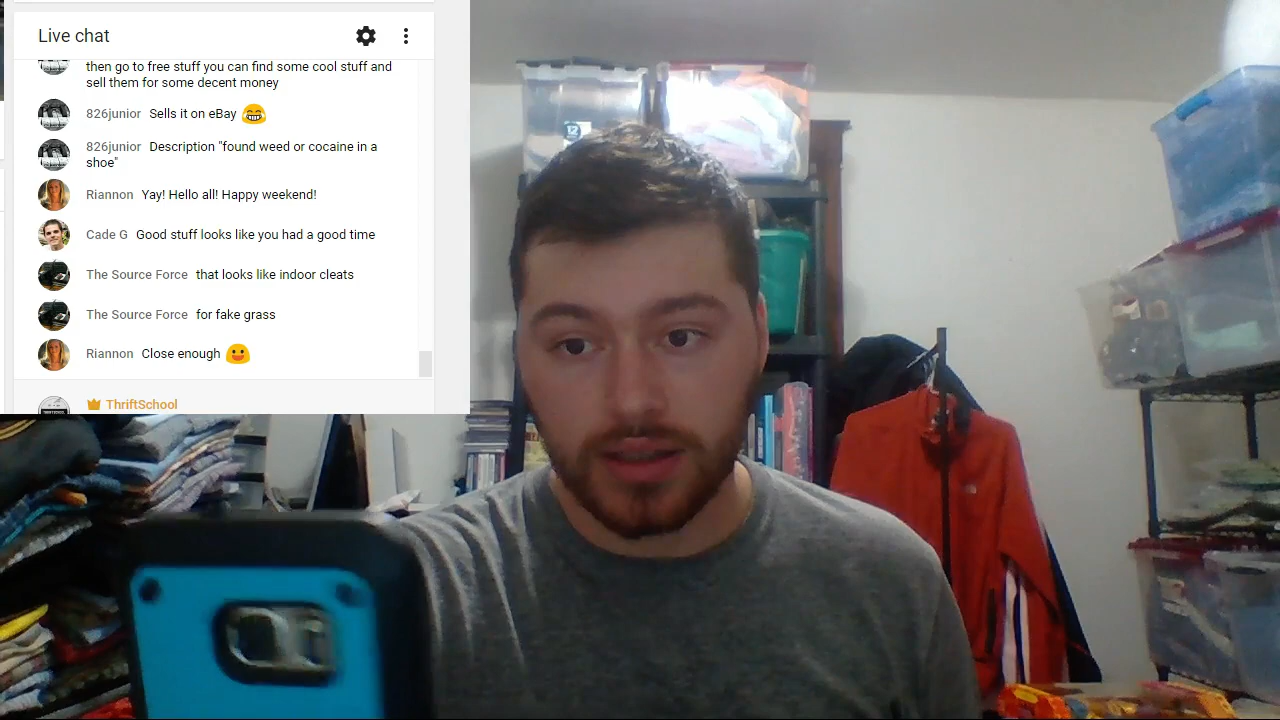 Live chat
then go to free stuff you can find some cool stuff and
sell them for some decent money
826junior Sells it on eBay
826junior Description "found weed or cocaine in a
shoe"
Riannon Yay! Hello all! Happy weekend!
Cade G Good stuff looks like you had a good time
The Source Force that looks like indoor cleats
The Source Force for fake grass
Riannon Close enough
ThriftSchool
12